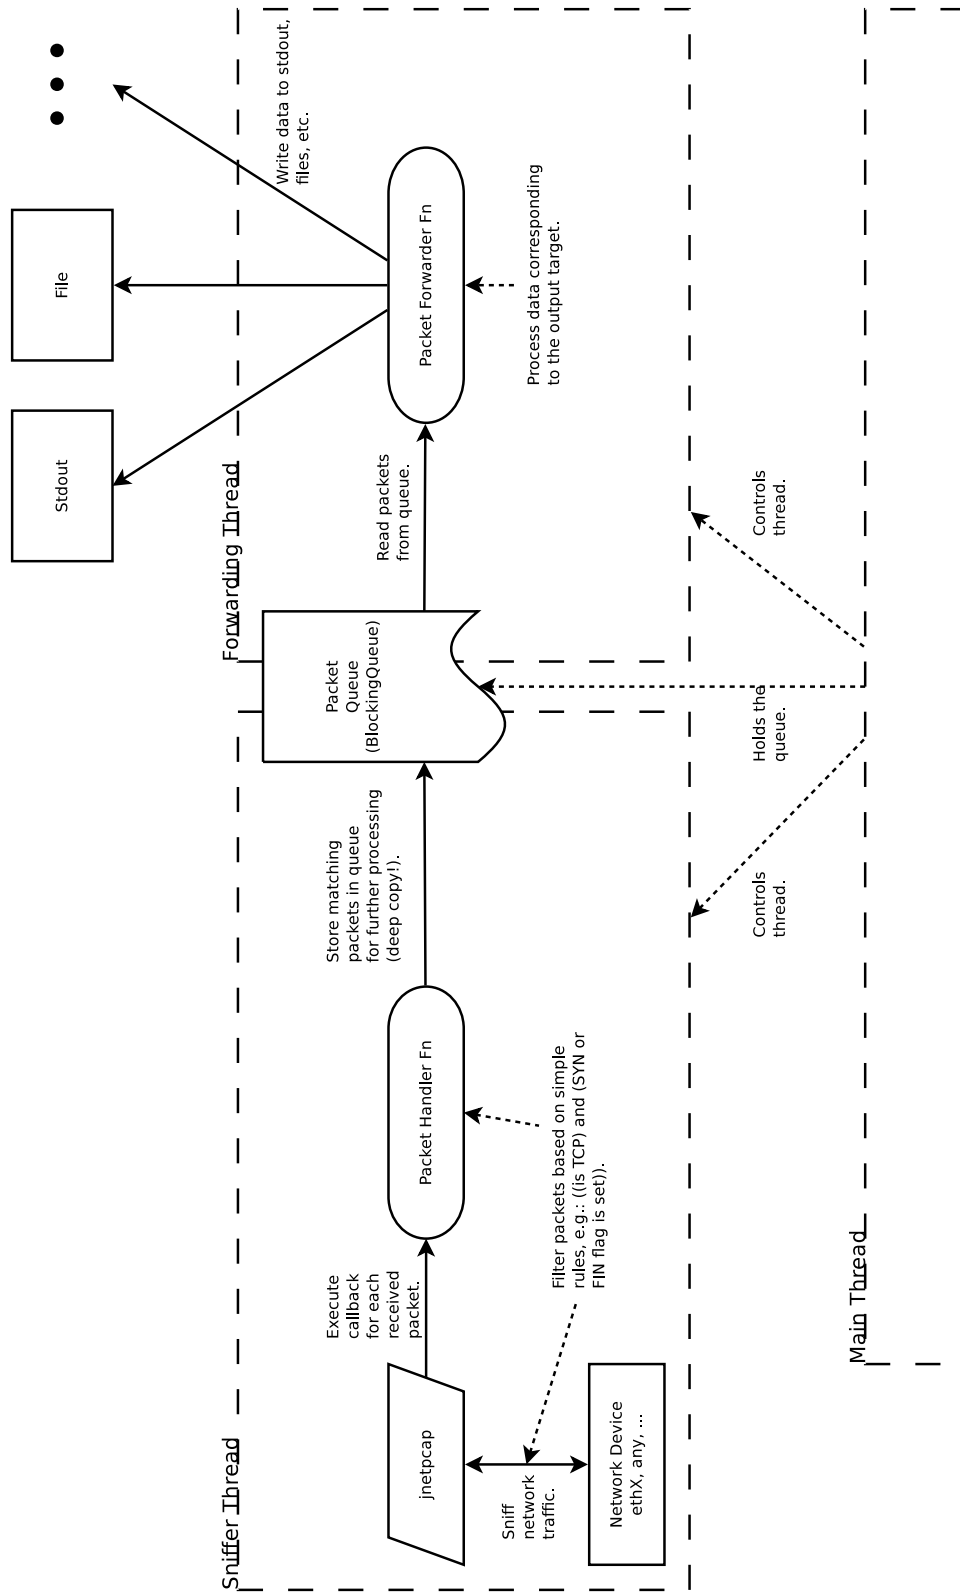 Sniffer Thread
jnetpcap
Sniff
network
traffic.
Network Device
ethX, any, ...
Execute
callback
for each
received
packet.
Packet Handler Fn
Filter packets based on simple
rules, e.g.: ((is TCP) and (SYN or
FIN flag is set)).
Store matching
packets in queue
for further processing
(deep copy!).
Packet
Queue
(BlockingQueue)
Forwarding Thread
Read packets
from queue.
Packet Forwarder Fn
Process data corresponding
to the output target.
Write data to stdout,
files, etc.
Stdout
File
Controls
thread.
Holds the
queue.
Controls
thread.
Main Thread